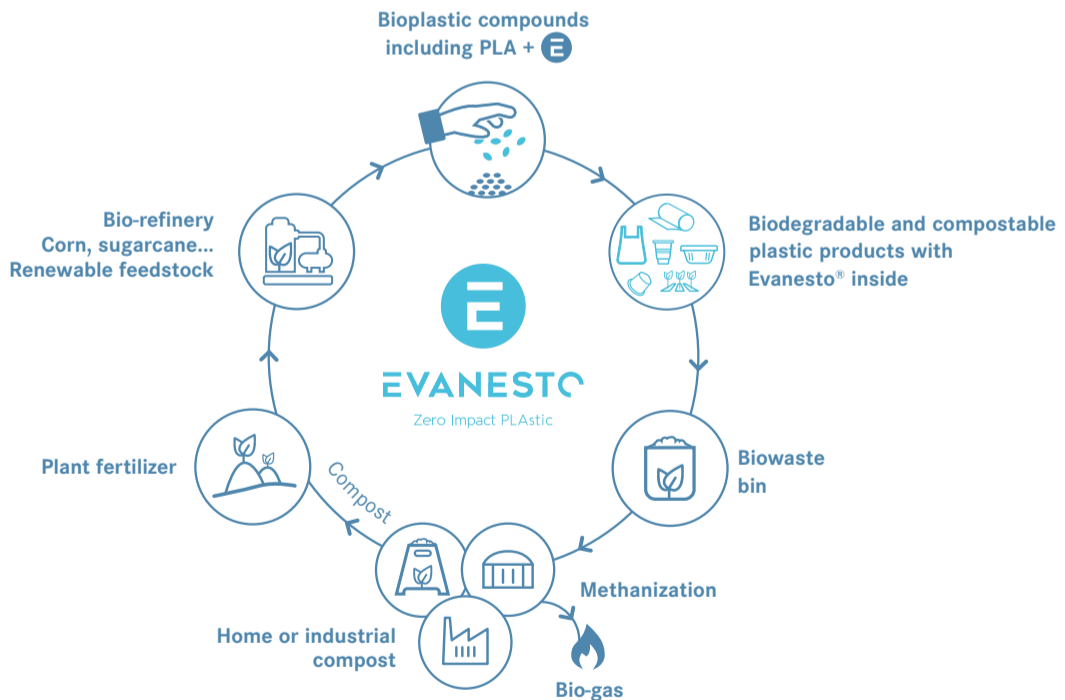 Bioplastic compounds
including PLA + E
Bio-refinery
Corn, sugarcane...
Renewable feedstock
Biodegradable and compostable
plastic products with
Evanesto® inside
E
EVANESTO
Zero Impact PLAstic
Plant fertilizer
Compost
Biowaste
bin
Methanization
Home or industrial
compost
Bio-gas